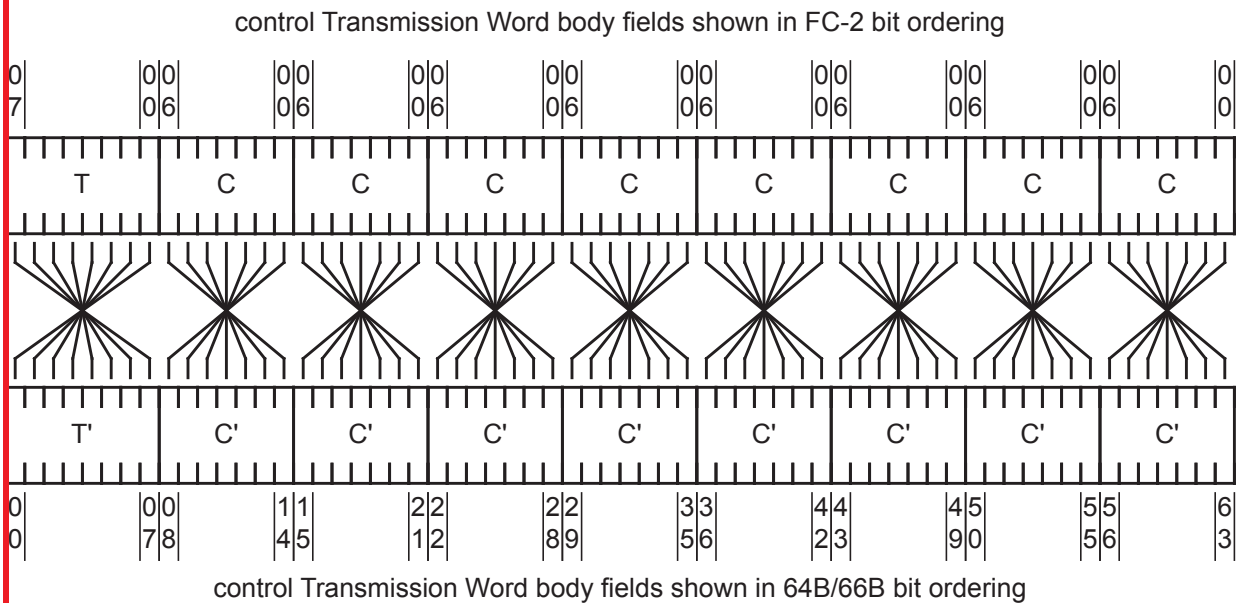 control Transmission Word body fields shown in FC-2 bit ordering
0 00 00 00 00 00 00 00 00 0
7 06 06 06 06 06 06 06 06 0
T C C C C C C C C
T' C' C' C' C' C' C' C' C'
0 00 11 22 22 33 44 45 55 6
0 78 45 12 89 56 23 90 56 3
control Transmission Word body fields shown in 64B/66B bit ordering